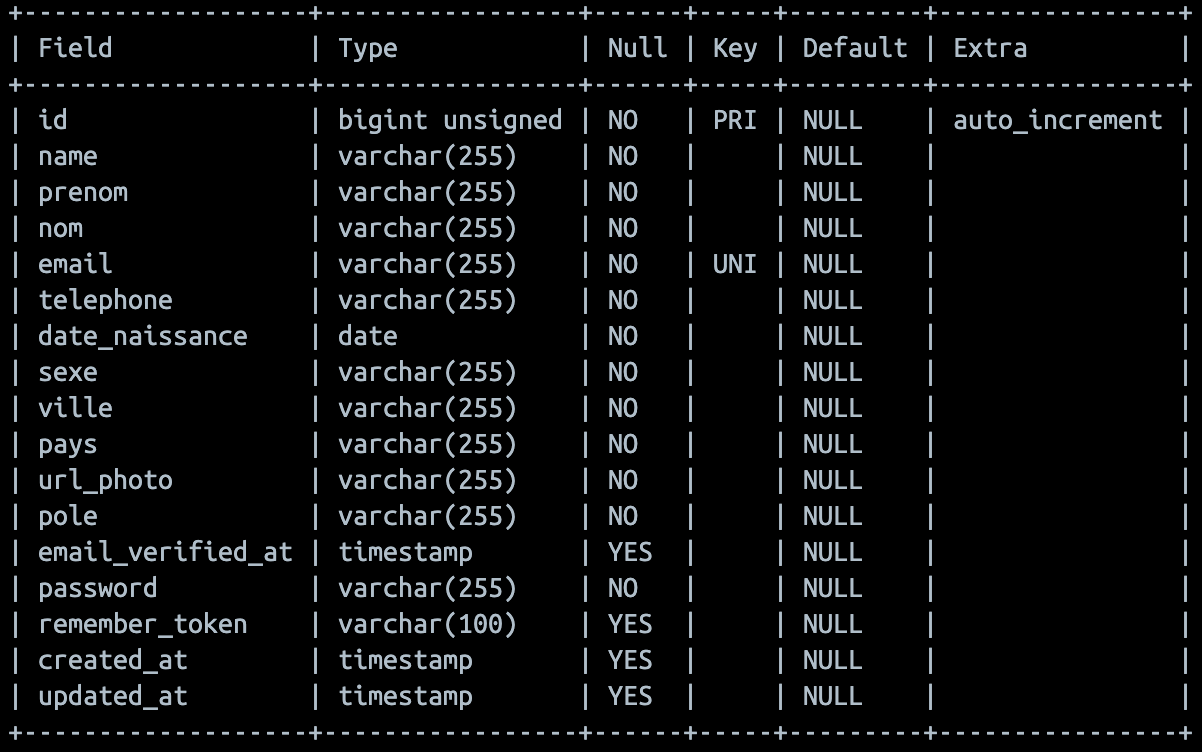 +-------------------+-----------------+------+-----+---------+----------------+
| Field             | Type            | Null | Key | Default | Extra          |
+-------------------+-----------------+------+-----+---------+----------------+
| id                | bigint unsigned | NO   | PRI | NULL    | auto_increment |
| name              | varchar(255)    | NO   |     | NULL    |                |
| prenom            | varchar(255)    | NO   |     | NULL    |                |
| nom               | varchar(255)    | NO   |     | NULL    |                |
| email             | varchar(255)    | NO   | UNI | NULL    |                |
| telephone         | varchar(255)    | NO   |     | NULL    |                |
| date_naissance    | date            | NO   |     | NULL    |                |
| sexe              | varchar(255)    | NO   |     | NULL    |                |
| ville             | varchar(255)    | NO   |     | NULL    |                |
| pays              | varchar(255)    | NO   |     | NULL    |                |
| url_photo         | varchar(255)    | NO   |     | NULL    |                |
| pole              | varchar(255)    | NO   |     | NULL    |                |
| email_verified_at | timestamp       | YES  |     | NULL    |                |
| password          | varchar(255)    | NO   |     | NULL    |                |
| remember_token    | varchar(100)    | YES  |     | NULL    |                |
| created_at        | timestamp       | YES  |     | NULL    |                |
| updated_at        | timestamp       | YES  |     | NULL    |                |
+-------------------+-----------------+------+-----+---------+----------------+